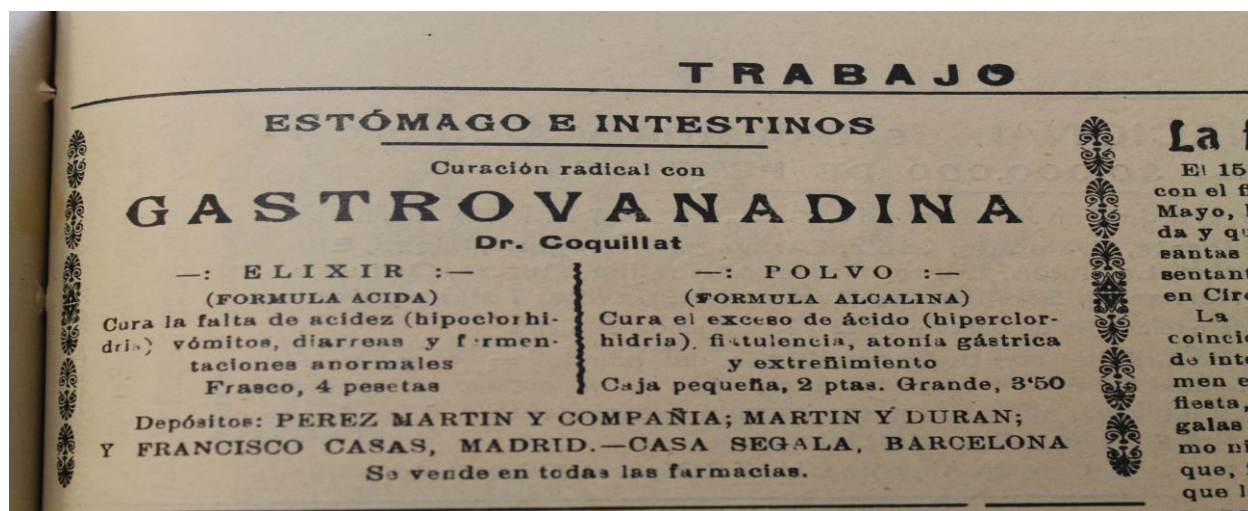 TRABAJO
ESTÓMAGO E INTESTINOS
Curación radical con
GASTROVANADINA
Dr. Coquillat
—: ELIXIR :—
(FORMULA ACIDA)
Cura la falta de acidez (hipoclorhi-
dria) vómitos, diarreas y fermen-
taciones anormales
Frasco, 4 pesetas
—: POLVO :—
(FORMULA ALCALINA)
Cura el exceso de ácido (hiperclor-
hidria), flatulencia, atonía gástrica
y extreñimiento
Caja pequeña, 2 ptas. Grande, 3'50
Depósitos: PEREZ MARTIN Y COMPAÑIA; MARTIN Y DURAN;
Y FRANCISCO CASAS, MADRID.—CASA SEGALA, BARCELONA
Se vende en todas las farmacias.
La
El 15
con el
Mayo,
da y
santas
en
La
de
men e
fiesta,
galas
mo
que,
que